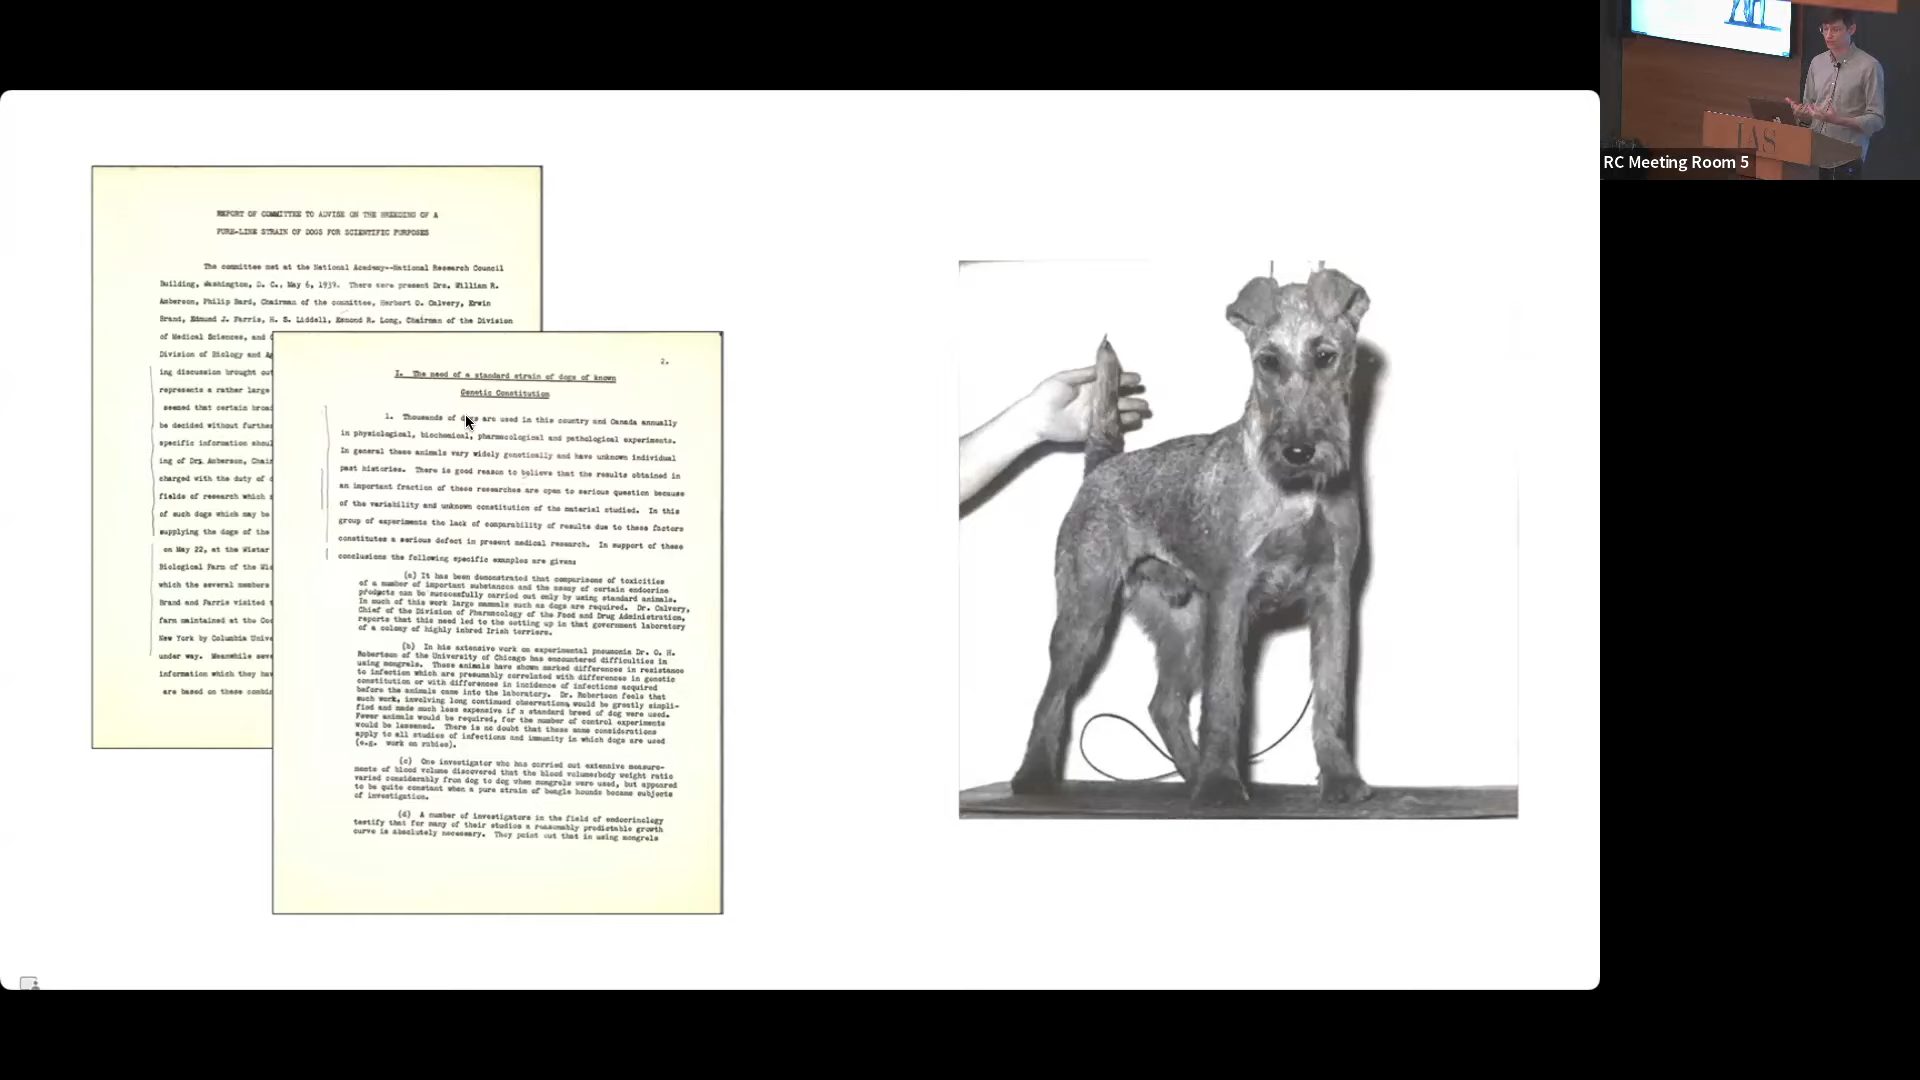 REPORT OF COMMITTEE TO ADVISE ON THE BREEDING OF A
PURE-LINE STRAIN OF DOGS FOR SCIENTIFIC PURPOSES
The committee met at the National Academy--National Research Council
Building, Washington, D. C., May 6, 1939. There were present Drs. William R.
Amberson, Philip Bard, Chairman of the committee, Herbert O. Calvery, Erwin
Brand, Edmund J. Farris, H. S. Liddell, Esmond R. Long, Chairman of the Division
of Medical Sciences, and
Division of Biology and
ing discussion brought out
represents a rather large
seemed that certain broad
be decided without further
specific information shoul
ing of Drs. Amberson, Chair
charged with the duty of
fields of research which
of such dogs which may be
supplying the dogs of the
on May 22, at the Wistar
Biological Farm of the Wis
which the several members
Brand and Farris visited
farm maintained at the
New York by Columbia Unive
under way. Meanwhile seve
information which they hav
are based on these combin
2.
I. The need of a standard strain of dogs of known
Genetic Constitution
1. Thousands of dogs are used in this country and Canada annually
in physiological, biochemical, pharmacological and pathological experiments.
In general these animals vary widely genetically and have unknown individual
past histories. There is good reason to believe that the results obtained in
an important fraction of these researches are open to serious question because
of the variability and unknown constitution of the material studied. In this
group of experiments the lack of comparability of results due to these factors
constitutes a serious defect in present medical research. In support of these
conclusions the following specific examples are given:
(a) It has been demonstrated that comparisons of toxicities
of a number of important substances and the assay of certain endocrine
products can be successfully carried out only by using standard animals.
In much of this work large mammals such as dogs are required. Dr. Calvery,
Chief of the Division of Pharmacology of the Food and Drug Administration,
reports that this need led to the setting up in that government laboratory
of a colony of highly inbred Irish terriers.
(b) In his extensive work on experimental pneumonia Dr. O. H.
Robertson of the University of Chicago has encountered difficulties in
using mongrels. These animals have shown marked differences in resistance
to infection which are presumably correlated with differences in genetic
constitution or with differences in incidence of infections acquired
before the animals came into the laboratory. Dr. Robertson feels that
such work, involving long continued observations would be greatly simpli-
fied and made much less expensive if a standard breed of dog were used.
Fewer animals would be required, for the number of control experiments
would be lessened. There is no doubt that these same considerations
apply to all studies of infections and immunity in which dogs are used
(e.g. work on rabies).
(c) One investigator who has carried out extensive measure-
ments of blood volume discovered that the blood volume:body weight ratio
varied considerably from dog to dog when mongrels were used, but appeared
to be quite constant when a pure strain of beagle hounds became subjects
of investigation.
(d) A number of investigators in the field of endocrinology
testify that for many of their studies a reasonably predictable growth
curve is absolutely necessary. They point out that in using mongrels
IAS
RC Meeting Room 5